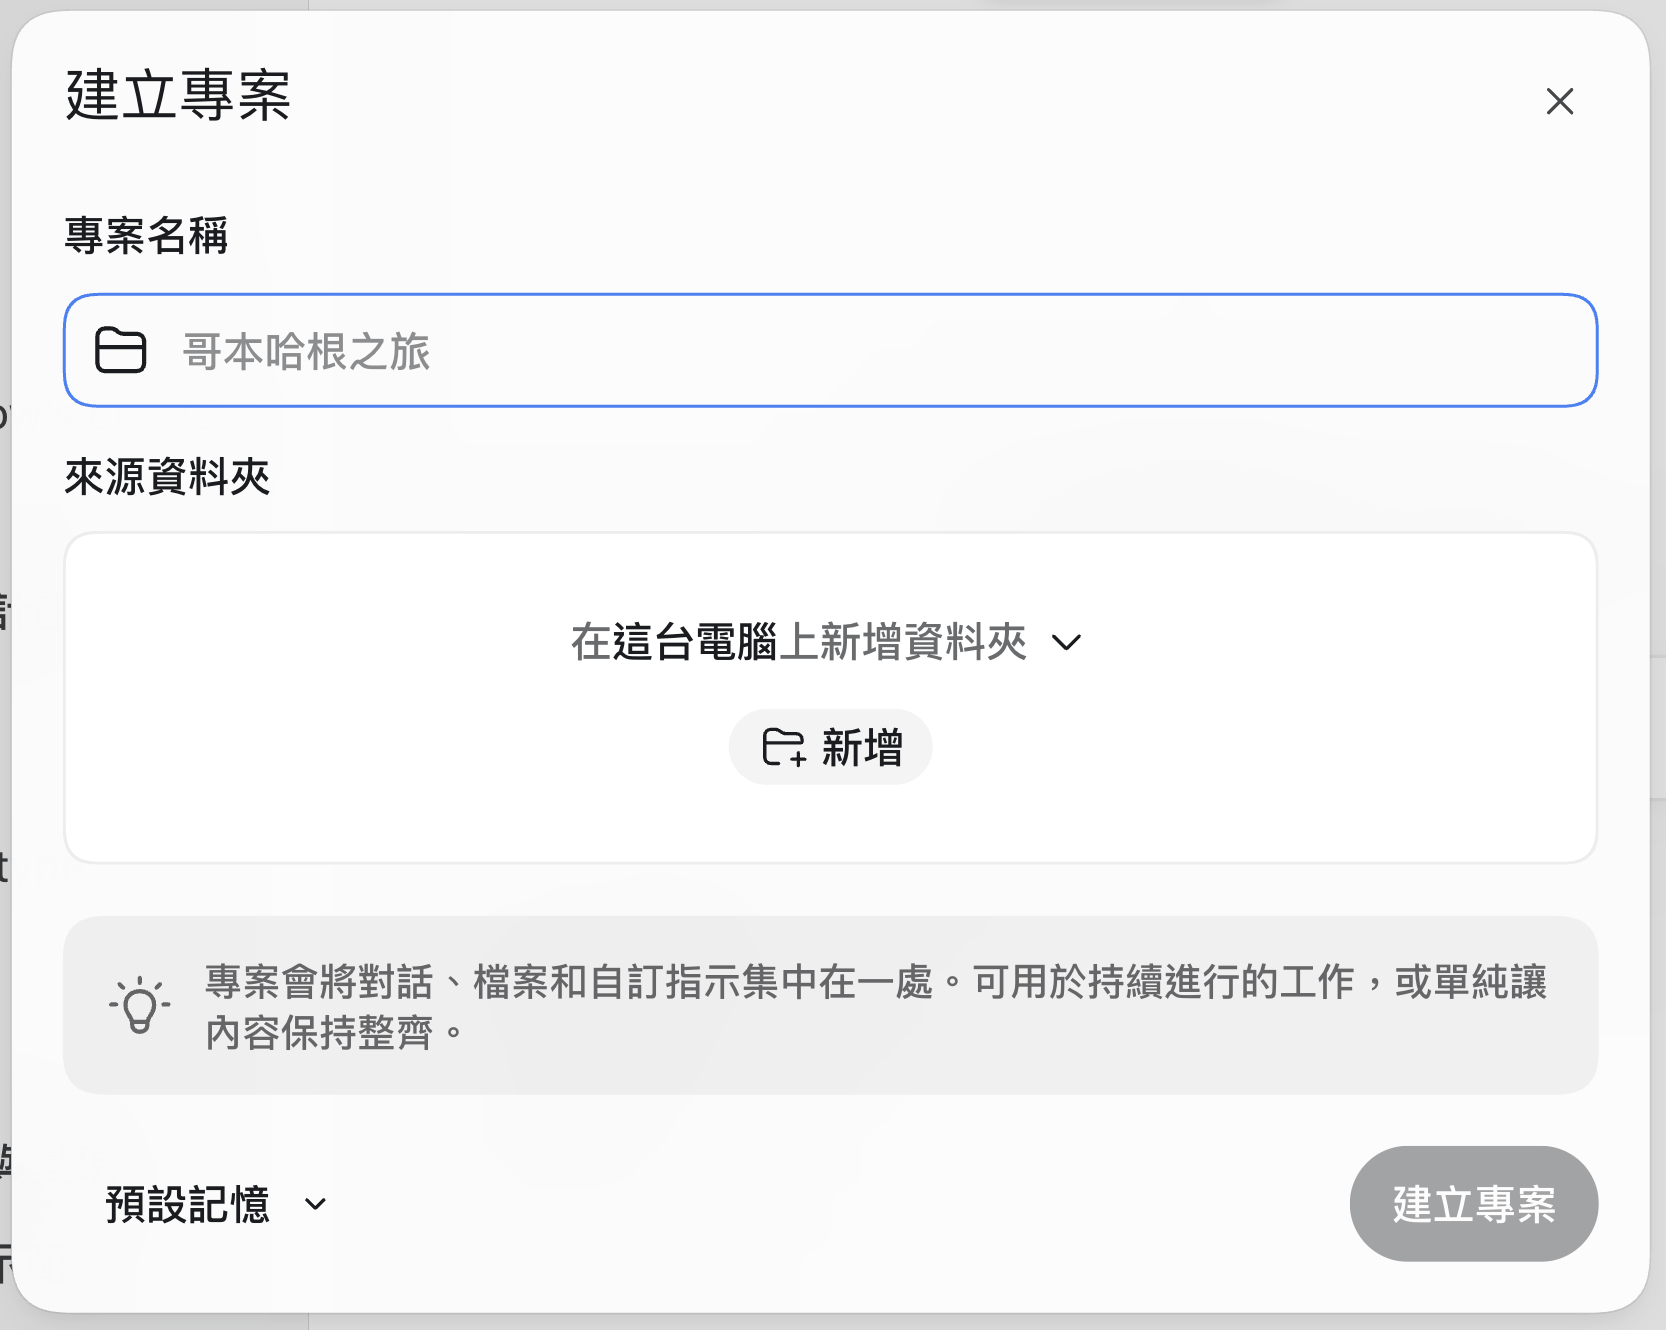 建立專案
專案名稱
哥本哈根之旅
來源資料夾
在這台電腦上新增資料夾
新增
專案會將對話、檔案和自訂指示集中在一處。可用於持續進行的工作，或單純讓
內容保持整齊。
預設記憶
建立專案